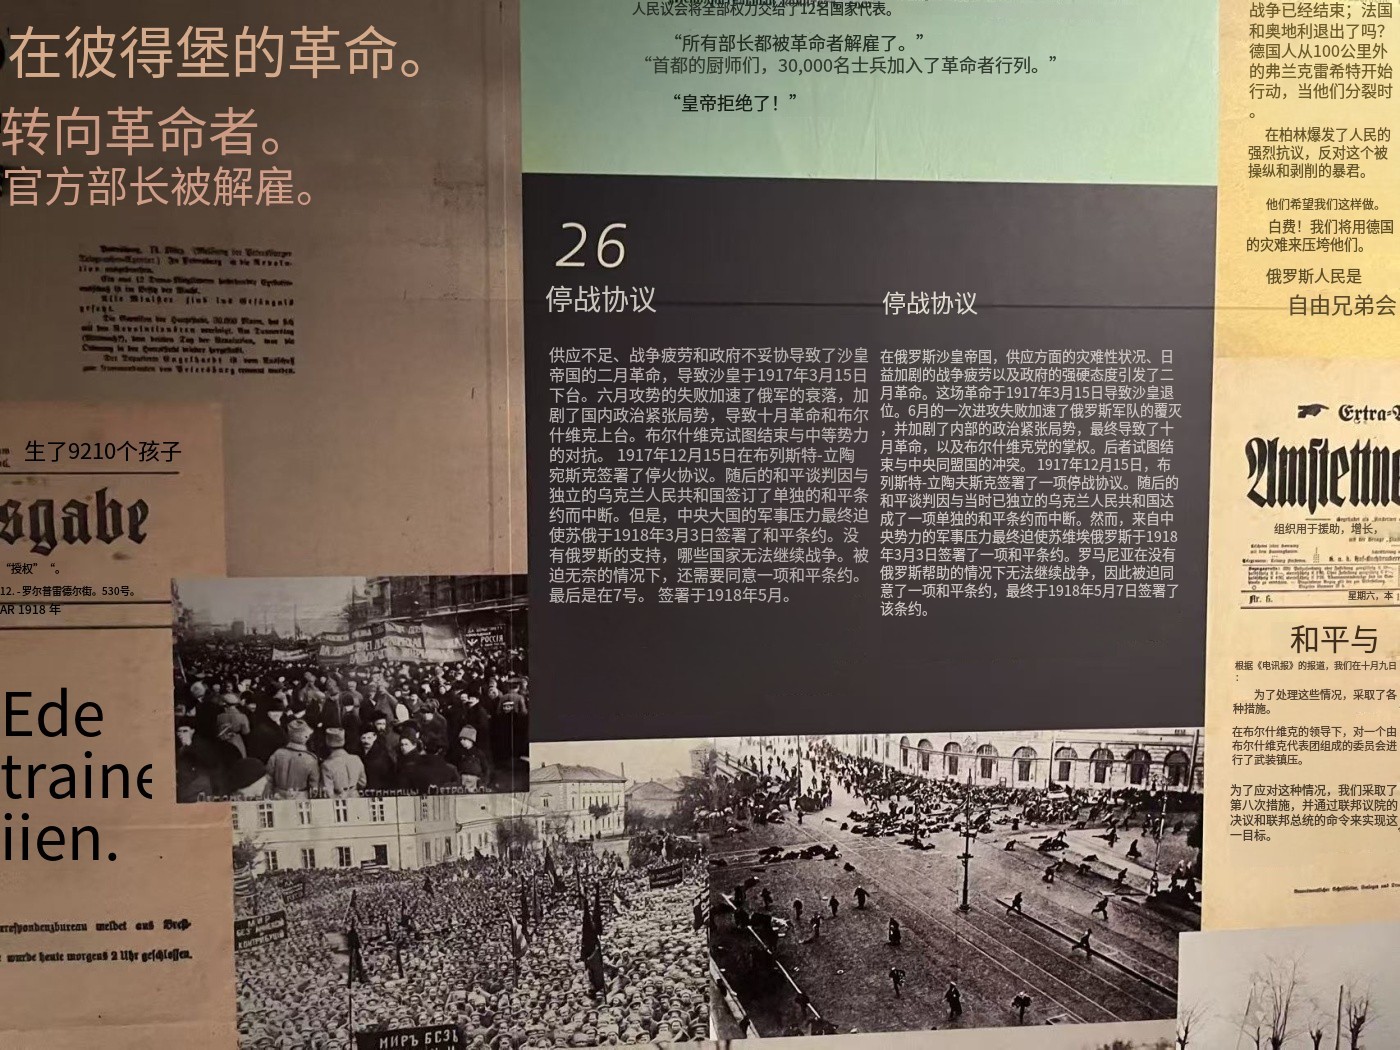 在彼得堡的革命。
转向革命者。
官方部长被解雇。
生了9210个孩子
sgabe
“授权” “。
12. -罗尔普雷德尔街。530号。
AR 1918 年
Ede
traine
iien.
meldet aus Brest-
wurde heute morgens 2 Uhr geschlossen.
人民议会将全部权力交给了12名国家代表。
“所有部长都被革命者解雇了。”
“首都的厨师们，30,000名士兵加入了革命者行列。”
“皇帝拒绝了！”
26
停战协议
供应不足、战争疲劳和政府不妥协导致了沙皇
帝国的二月革命，导致沙皇于1917年3月15日
下台。六月攻势的失败加速了俄军的衰落，加
剧了国内政治紧张局势，导致十月革命和布尔
什维克上台。布尔什维克试图结束与中等势力
的对抗。 1917年12月15日在布列斯特-立陶
宛斯克签署了停火协议。随后的和平谈判因与
独立的乌克兰人民共和国签订了单独的和平条
约而中断。但是，中央大国的军事压力最终迫
使苏俄于1918年3月3日签署了和平条约。没
有俄罗斯的支持，哪些国家无法继续战争。被
迫无奈的情况下，还需要同意一项和平条约。
最后是在7号。 签署于1918年5月。
停战协议
在俄罗斯沙皇帝国，供应方面的灾难性状况、日
益加剧的战争疲劳以及政府的强硬态度引发了二
月革命。这场革命于1917年3月15日导致沙皇退
位。6月的一次进攻失败加速了俄罗斯军队的覆灭
，并加剧了内部的政治紧张局势，最终导致了十
月革命，以及布尔什维克党的掌权。后者试图结
束与中央同盟国的冲突。 1917年12月15日，布
列斯特-立陶夫斯克签署了一项停战协议。随后的
和平谈判因与当时已独立的乌克兰人民共和国达
成了一项单独的和平条约而中断。然而，来自中
央势力的军事压力最终迫使苏维埃俄罗斯于1918
年3月3日签署了一项和平条约。罗马尼亚在没有
俄罗斯帮助的情况下无法继续战争，因此被迫同
意了一项和平条约，最终于1918年5月7日签署了
该条约。
РОССІЯ
МИРЪ БЕЗЪ
战争已经结束；法国
和奥地利退出了吗？
德国人从100公里外
的弗兰克雷希特开始
行动，当他们分裂时
。
在柏林爆发了人民的
强烈抗议，反对这个被
操纵和剥削的暴君。
他们希望我们这样做。
白费！我们将用德国
的灾难来压垮他们。
俄罗斯人民是
自由兄弟会
Extra-
Amstettne
组织用于援助，增长，
Nr. 6.
星期六，本
和平与
根据《电讯报》的报道，我们在十月九日
：
为了处理这些情况，采取了各
种措施。
在布尔什维克的领导下，对一个由
布尔什维克代表团组成的委员会进
行了武装镇压。
为了应对这种情况，我们采取了
第八次措施，并通过联邦议院的
决议和联邦总统的命令来实现这
一目标。